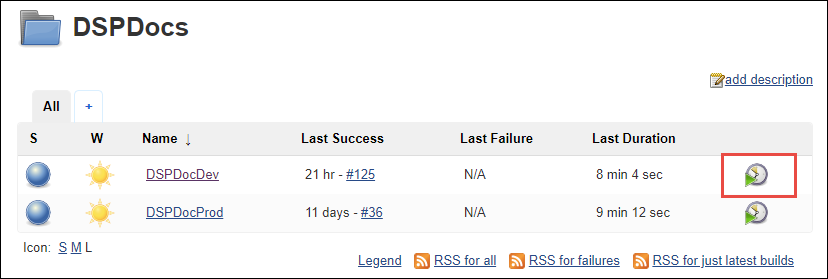 DSPDocs
add description
All +
S W Name ↓ Last Success Last Failure Last Duration
DSPDocDev 21 hr - #125 N/A 8 min 4 sec
DSPDocProd 11 days - #36 N/A 9 min 12 sec
Icon: S M L
Legend RSS for all RSS for failures RSS for just latest builds